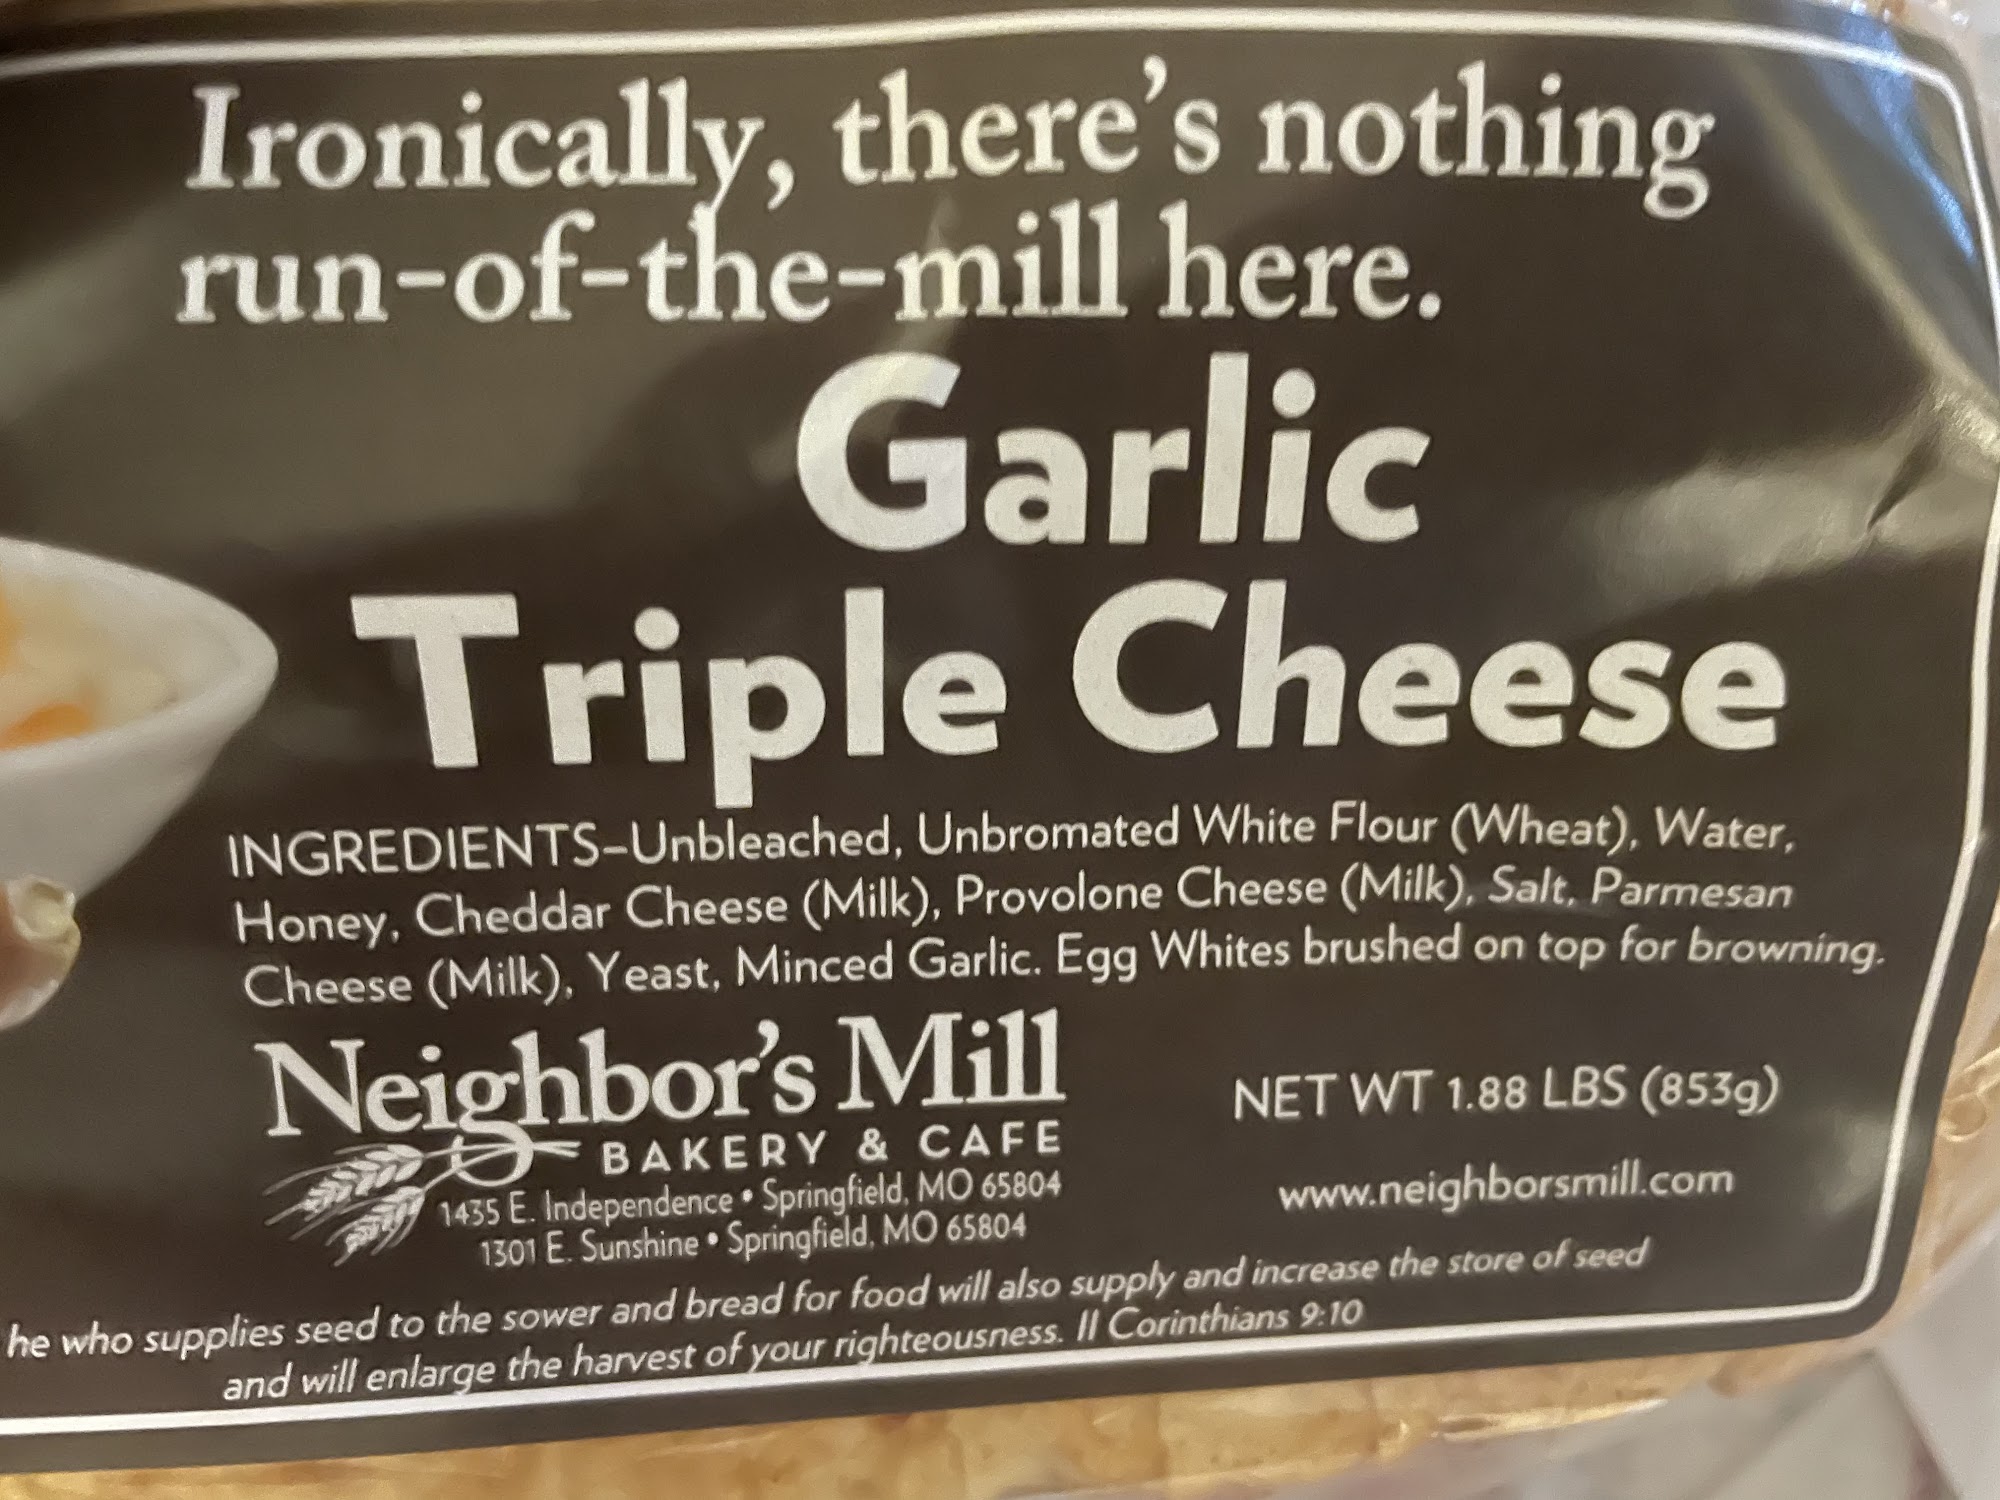 Ironically, there's nothing
run-of-the-mill here.
Garlic
Triple Cheese
INGREDIENTS–Unbleached, Unbromated White Flour (Wheat), Water,
Honey, Cheddar Cheese (Milk), Provolone Cheese (Milk), Salt, Parmesan
Cheese (Milk), Yeast, Minced Garlic. Egg Whites brushed on top for browning.
Neighbor's Mill
BAKERY & CAFE
1435 E. Independence • Springfield, MO 65804
1301 E. Sunshine • Springfield, MO 65804
NET WT 1.88 LBS (853g)
www.neighborsmill.com
he who supplies seed to the sower and bread for food will also supply and increase the store of seed
and will enlarge the harvest of your righteousness. II Corinthians 9:10